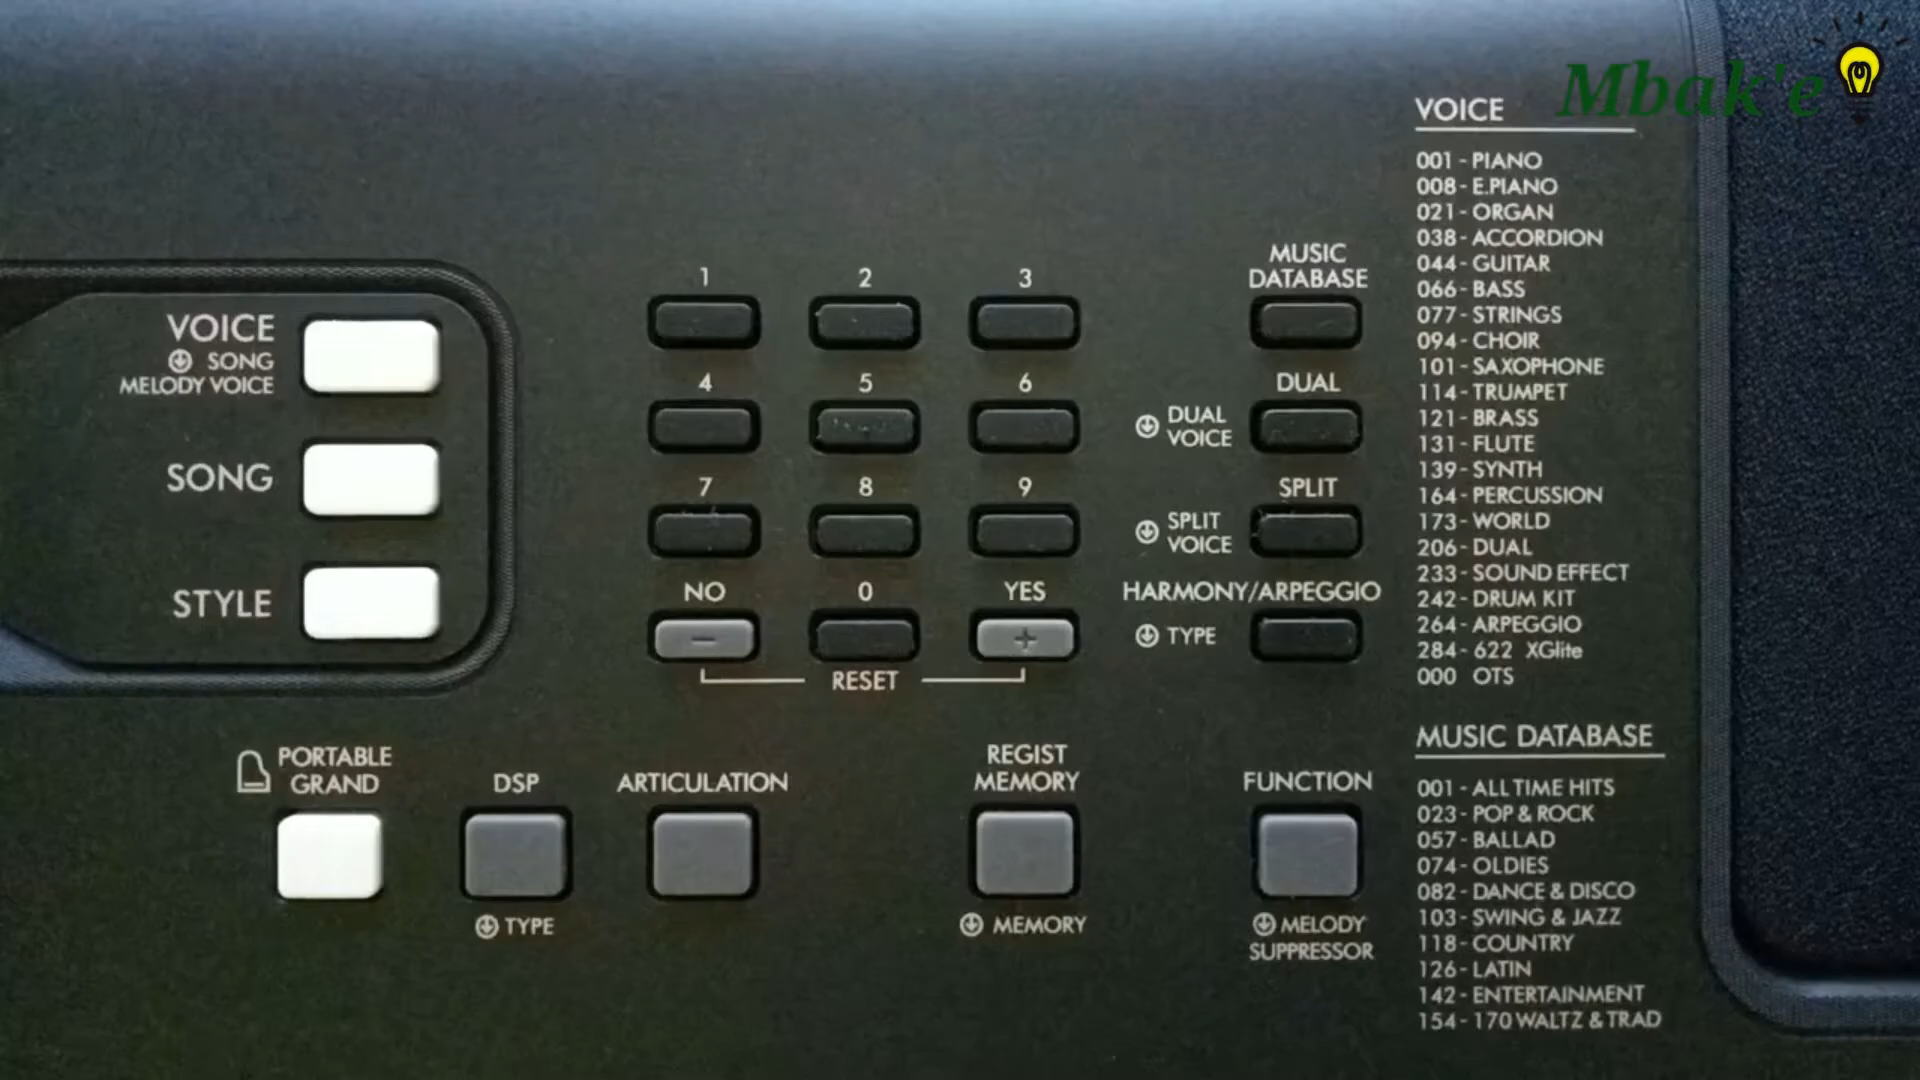 Mbak'e
VOICE
SONG
MELODY VOICE
SONG
STYLE
1
2
3
4
5
6
7
8
9
NO
0
YES
-
+
RESET
MUSIC
DATABASE
DUAL
DUAL
VOICE
SPLIT
SPLIT
VOICE
HARMONY/ARPEGGIO
TYPE
PORTABLE
GRAND
DSP
TYPE
ARTICULATION
REGIST
MEMORY
MEMORY
FUNCTION
MELODY
SUPPRESSOR
VOICE
001 - PIANO
008 - E.PIANO
021 - ORGAN
038 - ACCORDION
044 - GUITAR
066 - BASS
077 - STRINGS
094 - CHOIR
101 - SAXOPHONE
114 - TRUMPET
121 - BRASS
131 - FLUTE
139 - SYNTH
164 - PERCUSSION
173 - WORLD
206 - DUAL
233 - SOUND EFFECT
242 - DRUM KIT
264 - ARPEGGIO
284 - 622 XGlite
000 OTS
MUSIC DATABASE
001 - ALL TIME HITS
023 - POP & ROCK
057 - BALLAD
074 - OLDIES
082 - DANCE & DISCO
103 - SWING & JAZZ
118 - COUNTRY
126 - LATIN
142 - ENTERTAINMENT
154 - 170 WALTZ & TRAD